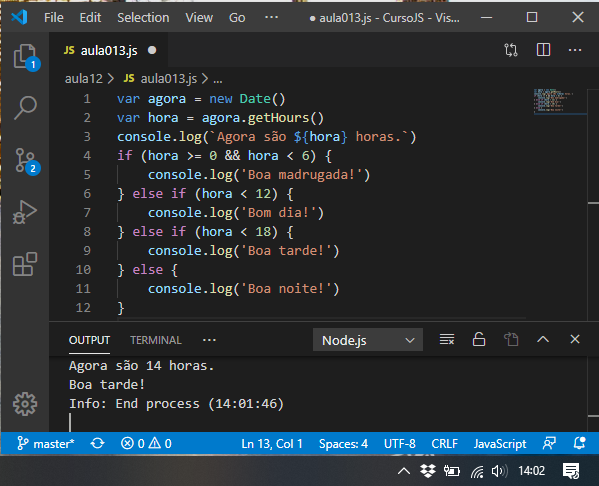 File Edit Selection View Go ··· ● aula013.js - CursoJS - Vis...
JS aula013.js ●
aula12 > JS aula013.js > ...
1 var agora = new Date()
2 var hora = agora.getHours()
3 console.log(`Agora são ${hora} horas.`)
4 if (hora >= 0 && hora < 6) {
5     console.log('Boa madrugada!')
6 } else if (hora < 12) {
7     console.log('Bom dia!')
8 } else if (hora < 18) {
9     console.log('Boa tarde!')
10 } else {
11     console.log('Boa noite!')
12 }
1
2
OUTPUT TERMINAL ··· Node.js
Agora são 14 horas.
Boa tarde!
Info: End process (14:01:46)
master* 0 0 Ln 13, Col 1 Spaces: 4 UTF-8 CRLF JavaScript
14:02